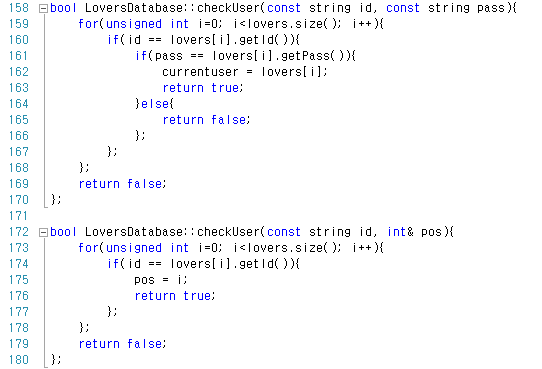 158 bool LoversDatabase::checkUser(const string id, const string pass){
159     for(unsigned int i=0; i<lovers.size(); i++){
160         if(id == lovers[i].getId()){
161             if(pass == lovers[i].getPass()){
162                 currentuser = lovers[i];
163                 return true;
164             }else{
165                 return false;
166             };
167         };
168     };
169     return false;
170 };
171
172 bool LoversDatabase::checkUser(const string id, int& pos){
173     for(unsigned int i=0; i<lovers.size(); i++){
174         if(id == lovers[i].getId()){
175             pos = i;
176             return true;
177         };
178     };
179     return false;
180 };